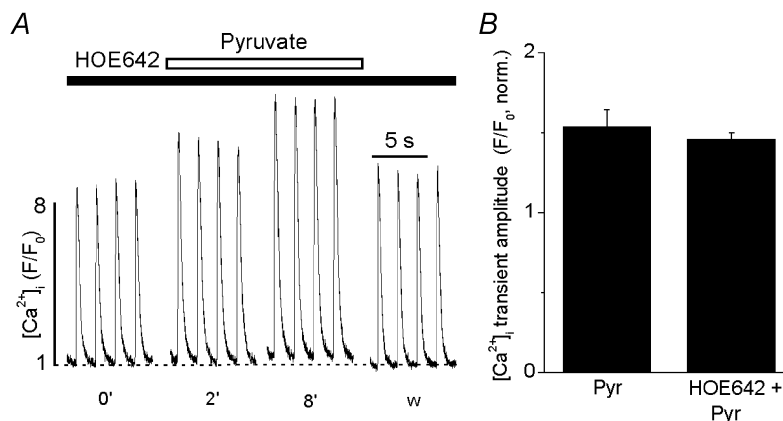 A
B
Pyruvate
HOE642
5 s
[Ca²⁺]ᵢ (F/F₀)
8
1
0'
2'
8'
w
[Ca²⁺]ᵢ transient amplitude (F/F₀, norm.)
2
1
0
Pyr
HOE642 +
Pyr